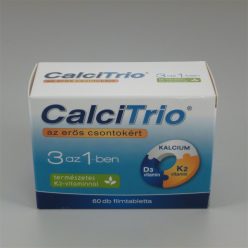 CalciTrio®
az erős csontokért
3 az 1-ben
természetes
K2-vitaminnal
KALCIUM
D3
vitamin
K2
vitamin
60 db filmtabletta